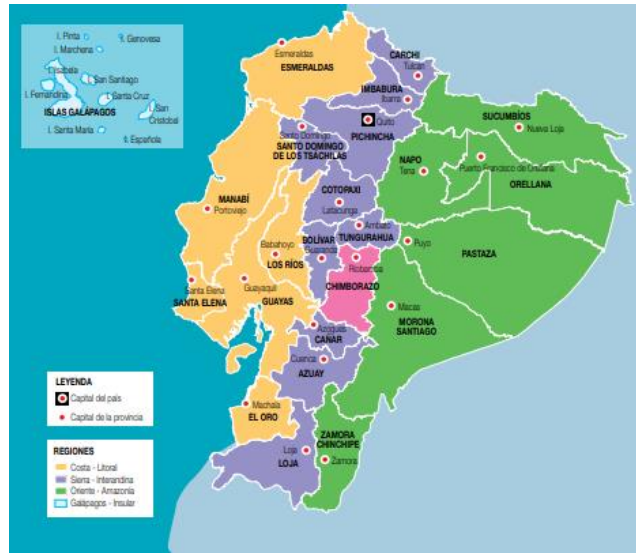 I. Pinta
I. Genovesa
I. Marchena
I. Isabela
I. San Santiago
I. Fernandina
I. Santa Cruz
ISLAS GALÁPAGOS
I. San
Cristobal
I. Santa María
I. Española
Esmeraldas
ESMERALDAS
CARCHI
Tulcan
IMBABURA
Ibarra
SUCUMBÍOS
Nueva Loja
Quito
PICHINCHA
Santo Domingo
SANTO DOMINGO
DE LOS TSACHILAS
NAPO
Tena
Puerto Francisco de Orellana
ORELLANA
COTOPAXI
Latacunga
MANABÍ
Portoviejo
Ambato
TUNGURAHUA
BOLÍVAR
Guaranda
Puyo
PASTAZA
Babahoyo
LOS RÍOS
Riobamba
CHIMBORAZO
Santa Elena
SANTA ELENA
Guayaquil
GUAYAS
Macas
MORONA
SANTIAGO
Azogues
CAÑAR
Cuenca
AZUAY
Machala
EL ORO
ZAMORA
CHINCHIPE
Zamora
Loja
LOJA
LEYENDA
Capital del país
Capital de la provincia
REGIONES
Costa - Litoral
Sierra - Interandina
Oriente - Amazonía
Galápagos - Insular